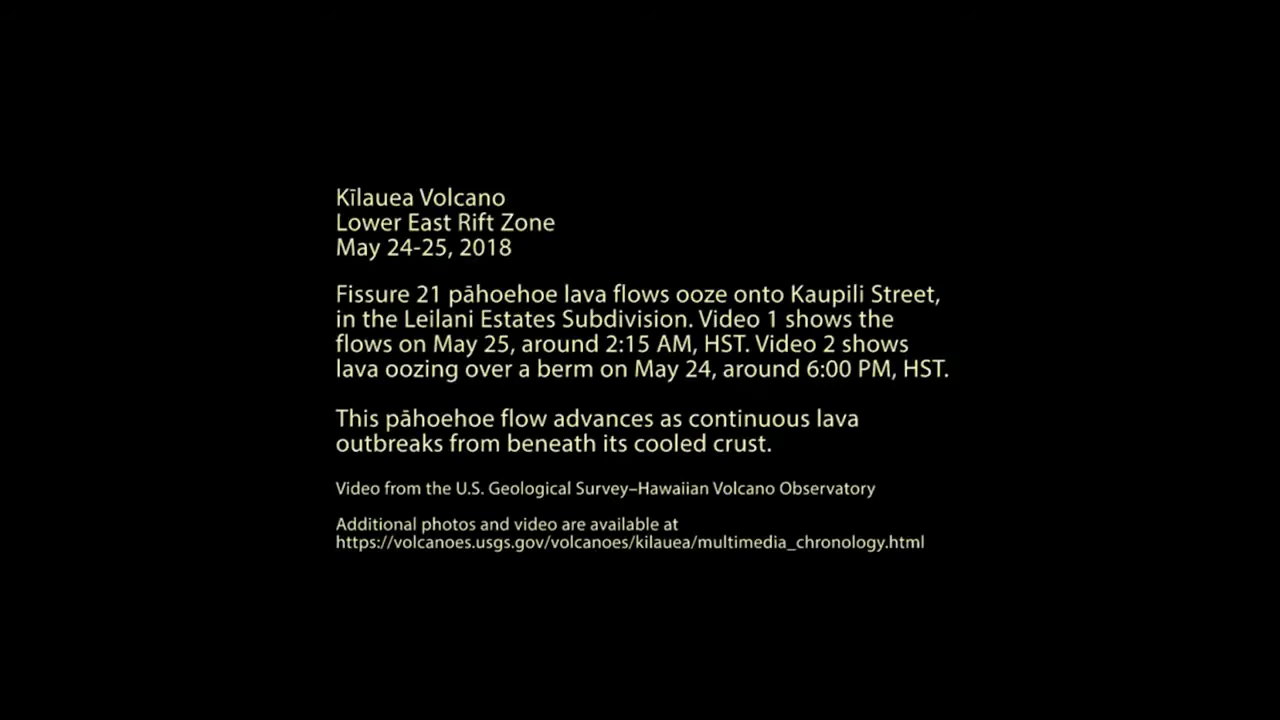 Kīlauea Volcano
Lower East Rift Zone
May 24-25, 2018
Fissure 21 pāhoehoe lava flows ooze onto Kaupili Street,
in the Leilani Estates Subdivision. Video 1 shows the
flows on May 25, around 2:15 AM, HST. Video 2 shows
lava oozing over a berm on May 24, around 6:00 PM, HST.
This pāhoehoe flow advances as continuous lava
outbreaks from beneath its cooled crust.
Video from the U.S. Geological Survey–Hawaiian Volcano Observatory
Additional photos and video are available at
https://volcanoes.usgs.gov/volcanoes/kilauea/multimedia_chronology.html